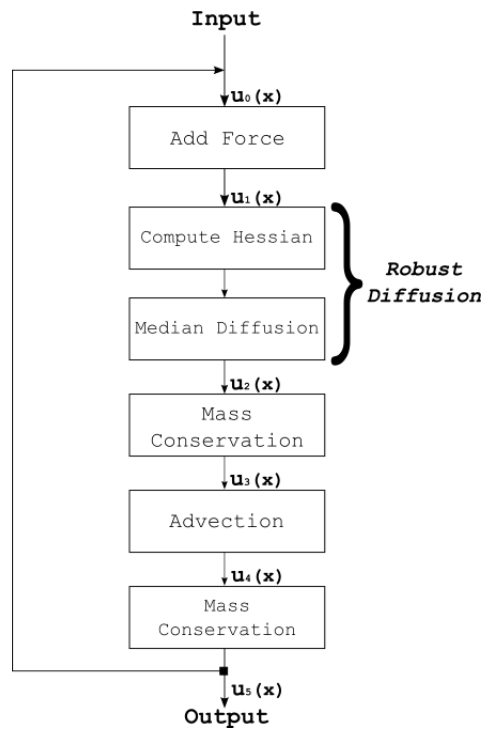 Input
u₀(x)
Add Force
u₁(x)
Compute Hessian
Robust
Diffusion
Median Diffusion
u₂(x)
Mass
Conservation
u₃(x)
Advection
u₄(x)
Mass
Conservation
u₅(x)
Output